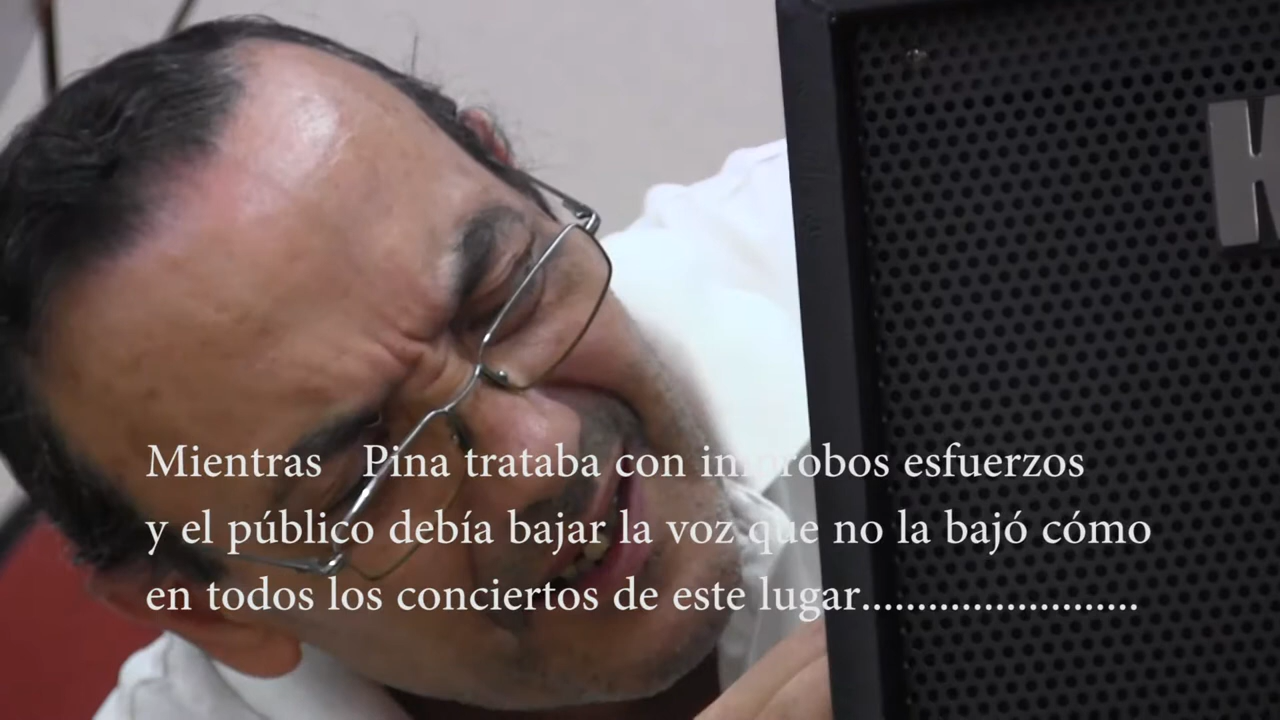 Mientras Pina trataba con improbos esfuerzos
y el público debía bajar la voz que no la bajó cómo
en todos los conciertos de este lugar.........................
K